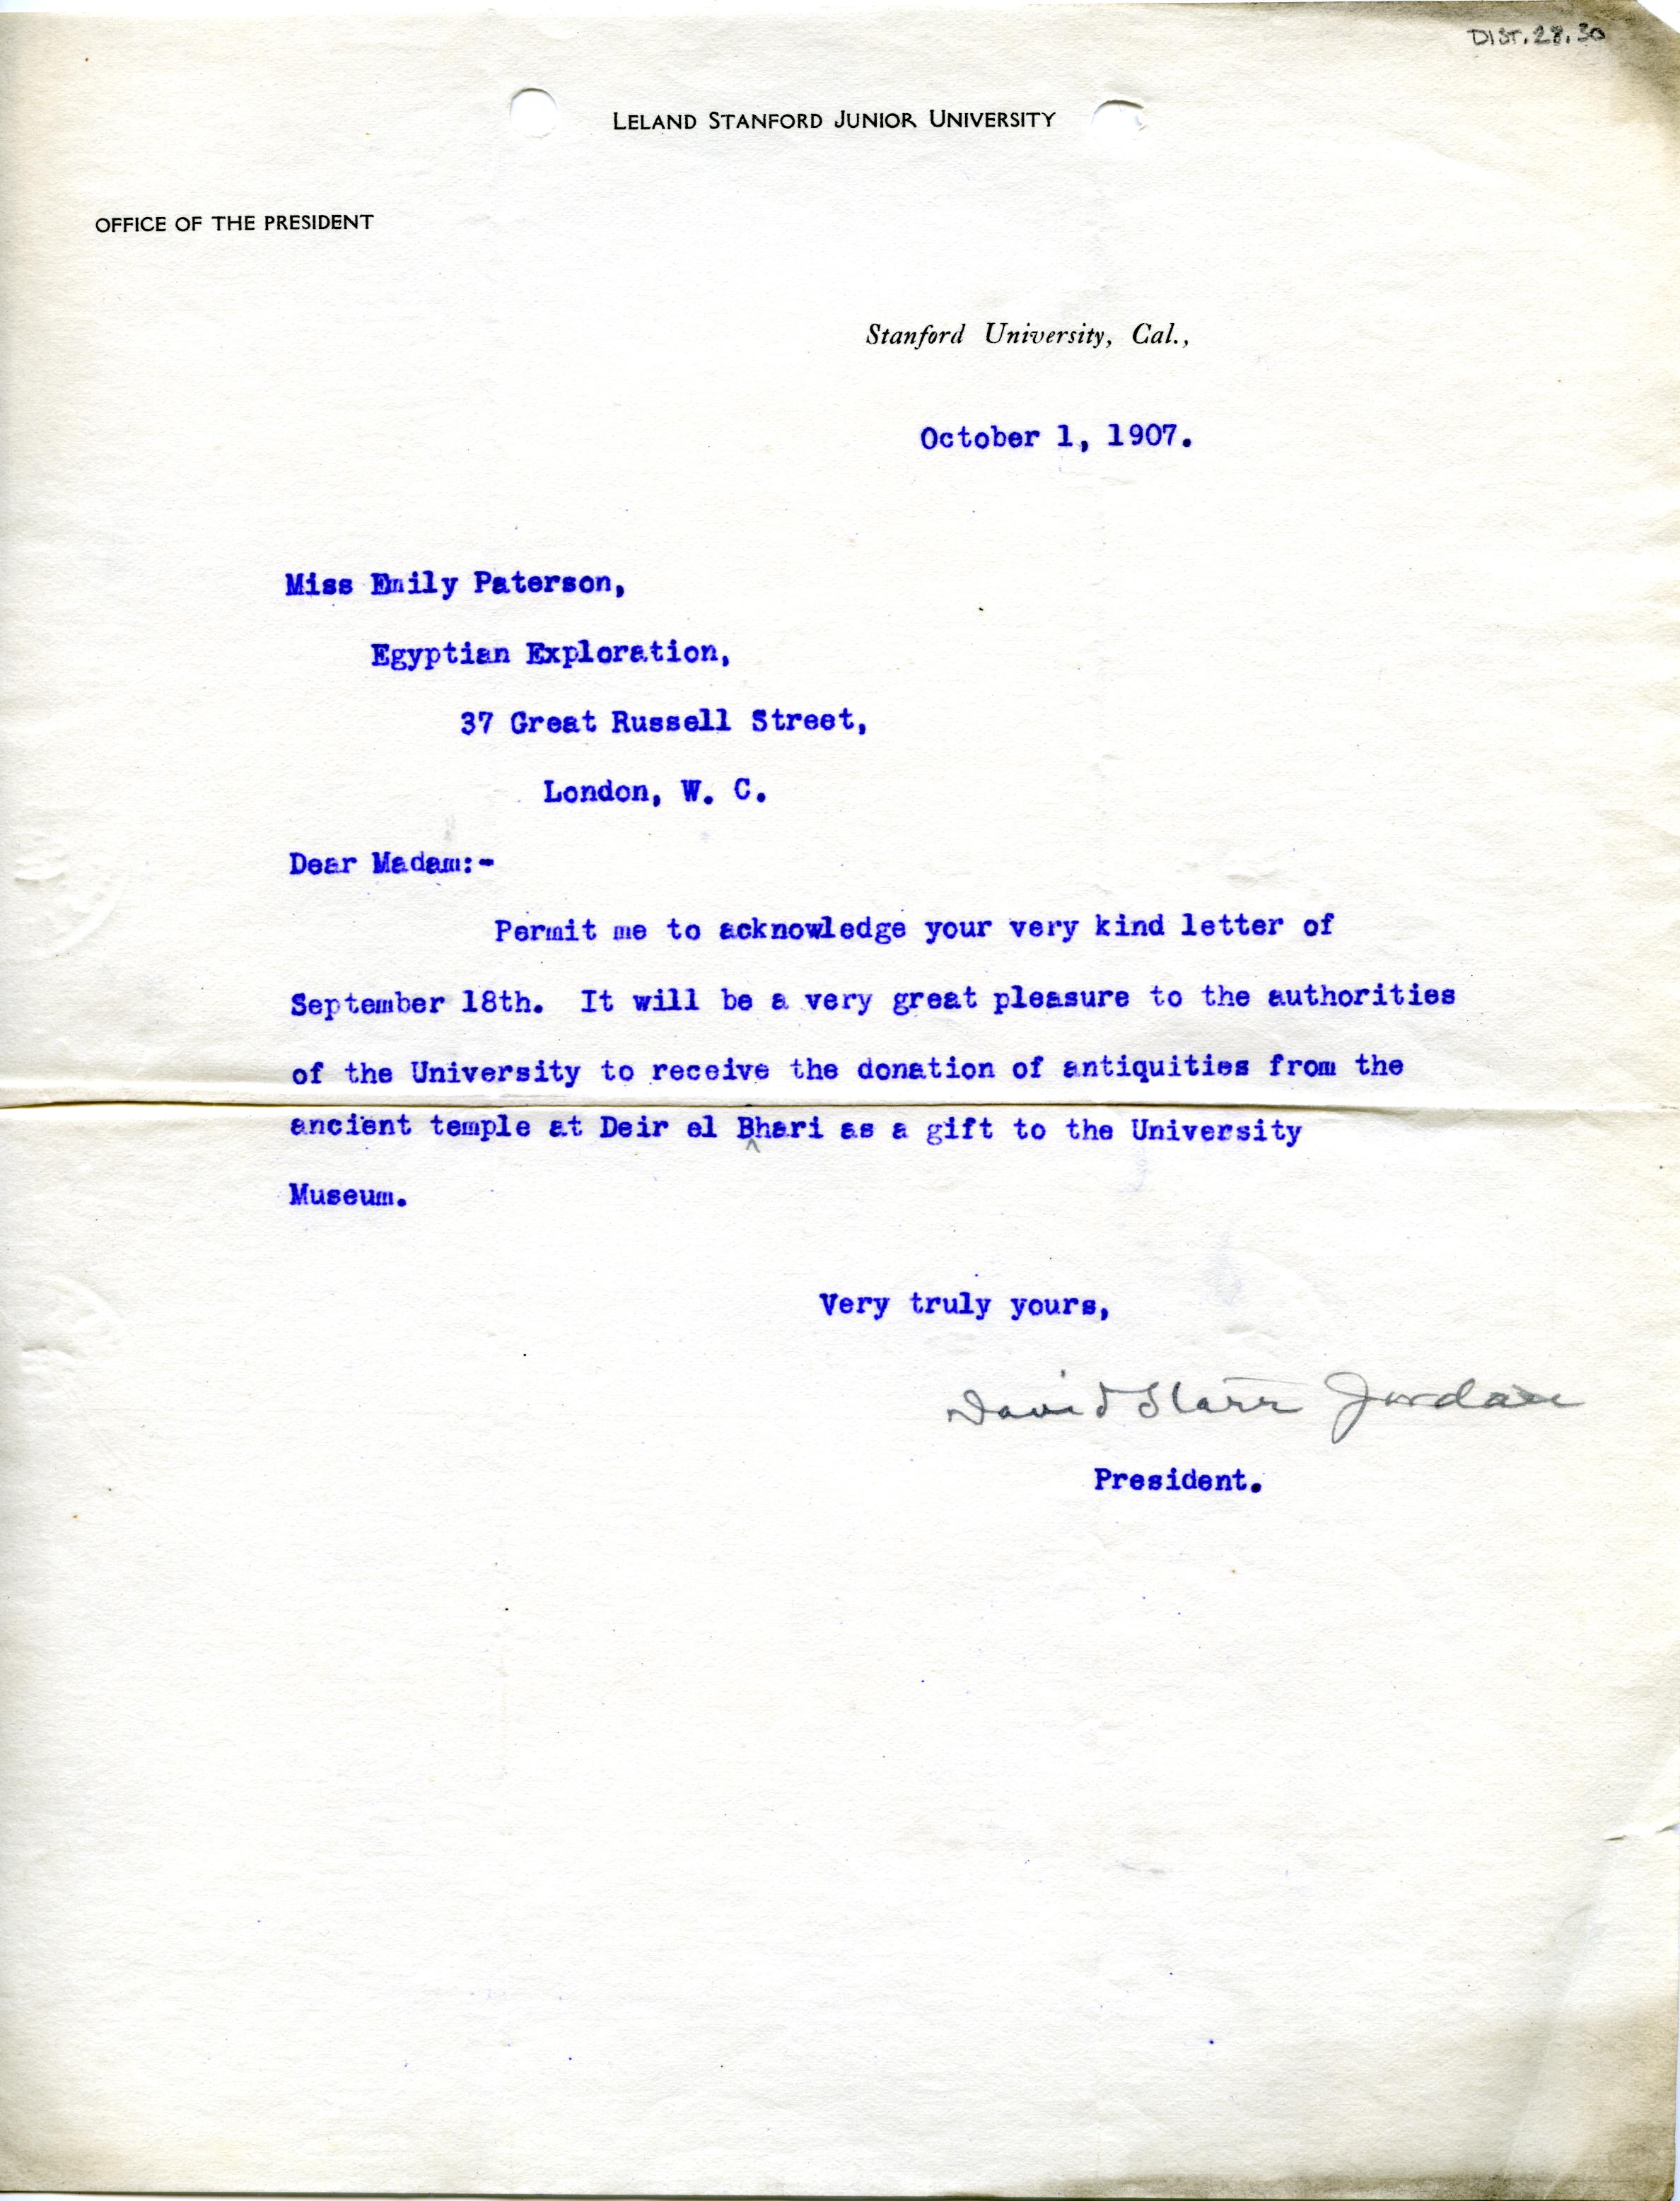 DIST.28.30
LELAND STANFORD JUNIOR UNIVERSITY
OFFICE OF THE PRESIDENT
Stanford University, Cal.,
October 1, 1907.
Miss Emily Paterson,
Egyptian Exploration,
37 Great Russell Street,
London, W. C.
Dear Madam:-
Permit me to acknowledge your very kind letter of
September 18th. It will be a very great pleasure to the authorities
of the University to receive the donation of antiquities from the
ancient temple at Deir el Bhari as a gift to the University
Museum.
Very truly yours,
David Starr Jordan
President.